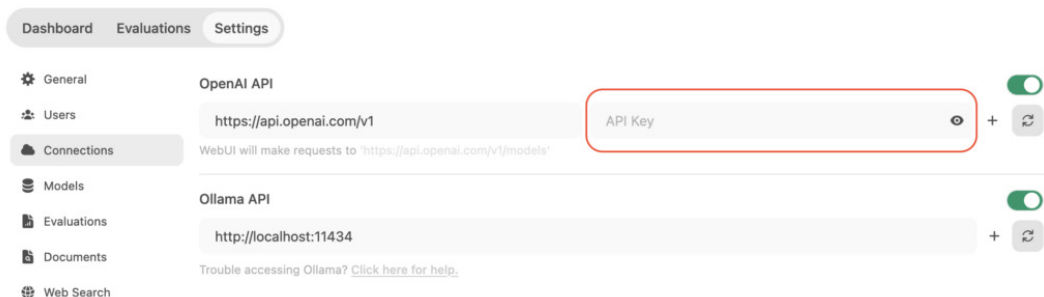 Dashboard Evaluations Settings
General
Users
Connections
Models
Evaluations
Documents
Web Search
OpenAI API
https://api.openai.com/v1 API Key
WebUI will make requests to 'https://api.openai.com/v1/models'
Ollama API
http://localhost:11434
Trouble accessing Ollama? Click here for help.